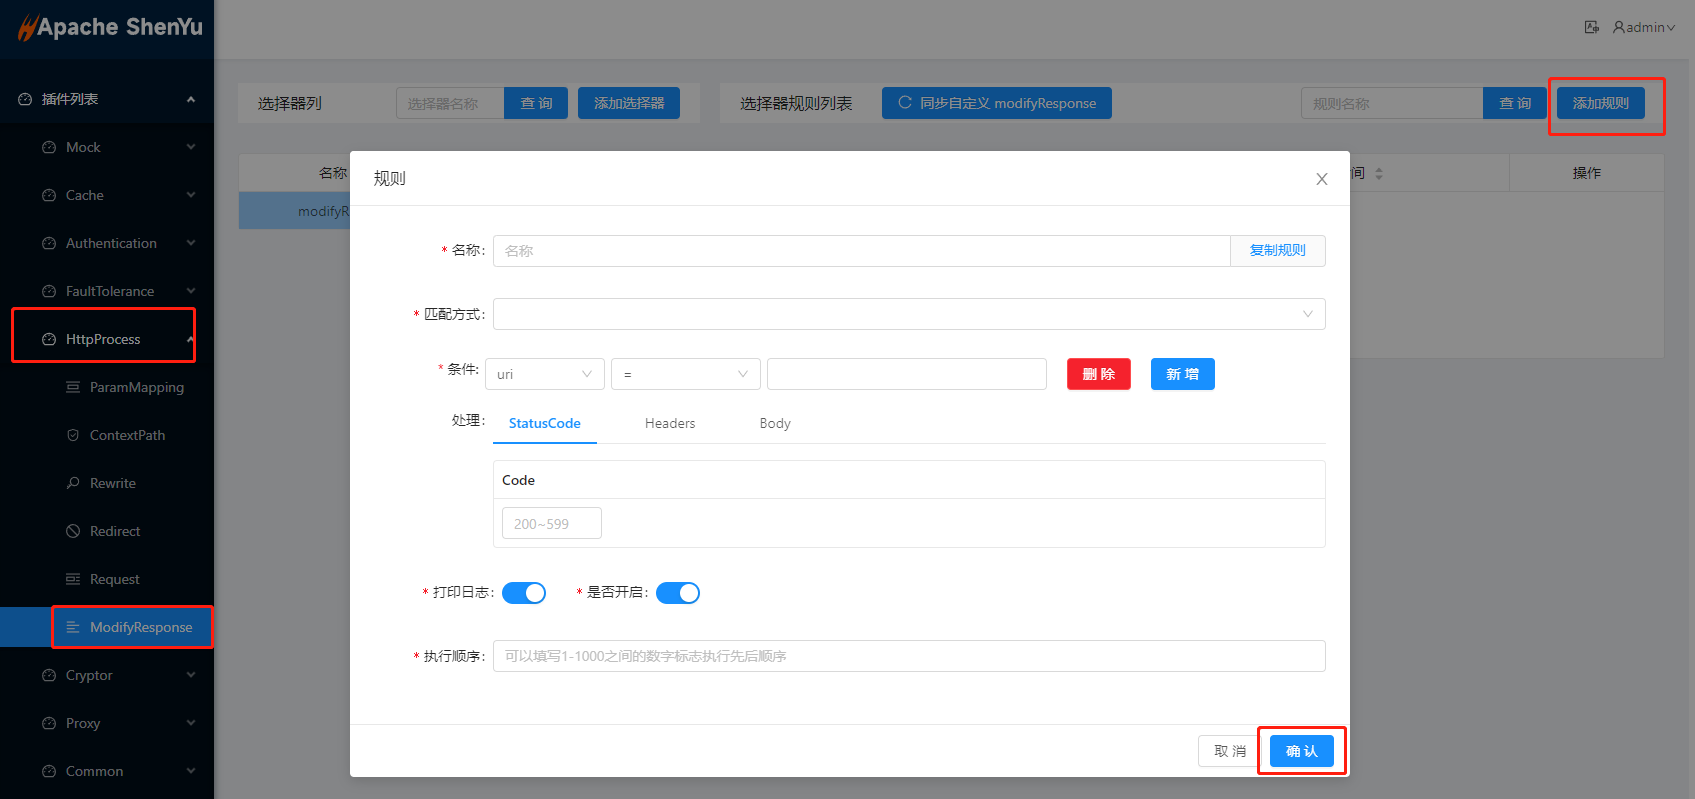 Apache ShenYu
admin
插件列表
Mock
Cache
Authentication
FaultTolerance
HttpProcess
ParamMapping
ContextPath
Rewrite
Redirect
Request
ModifyResponse
Cryptor
Proxy
Common
选择器列
选择器名称
查 询
添加选择器
选择器规则列表
同步自定义 modifyResponse
规则名称
查 询
添加规则
名称
间
操作
modifyR
规则
* 名称:
名称
复制规则
* 匹配方式:
* 条件:
uri
=
删 除
新 增
处理:
StatusCode
Headers
Body
Code
200~599
* 打印日志:
* 是否开启:
* 执行顺序:
可以填写1-1000之间的数字标志执行先后顺序
取 消
确 认